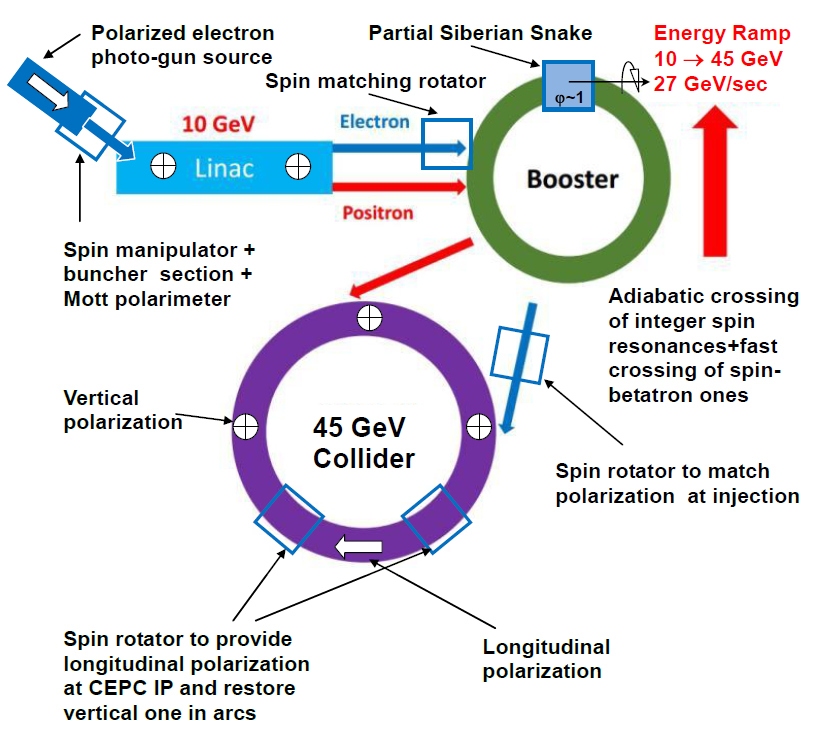 Polarized electron
photo-gun source
Partial Siberian Snake
Energy Ramp
10 → 45 GeV
27 GeV/sec
Spin matching rotator
φ~1
10 GeV
Electron
Linac
Booster
Positron
Spin manipulator +
buncher section +
Mott polarimeter
Adiabatic crossing
of integer spin
resonances+fast
crossing of spin-
betatron ones
Vertical
polarization
45 GeV
Collider
Spin rotator to match
polarization at injection
Spin rotator to provide
longitudinal polarization
at CEPC IP and restore
vertical one in arcs
Longitudinal
polarization